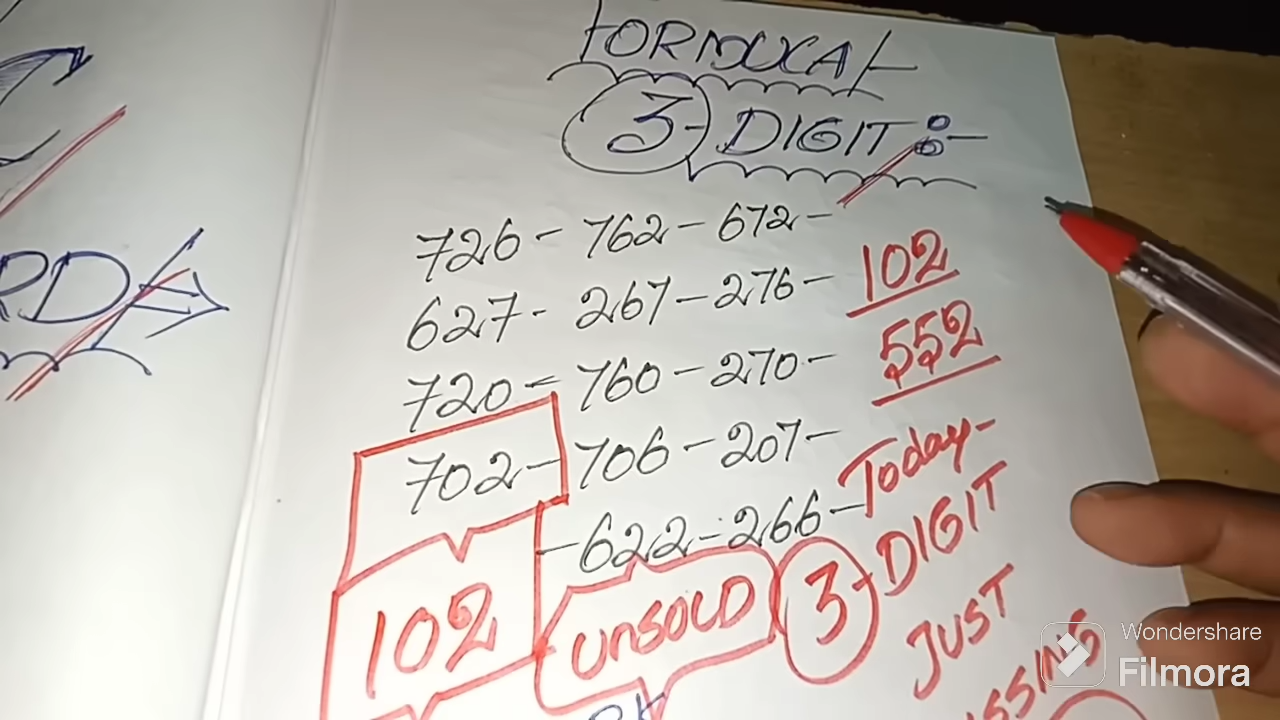 FORMULA/-
3- DIGIT :-
RD
726 - 762 - 672 -
627 - 267 - 276 -
102
720 = 760 - 270 -
552
702 - 706 - 207 -
Today-
- 622 - 266 -
3 - DIGIT
102
UNSOLD
JUST
Wondershare
Filmora